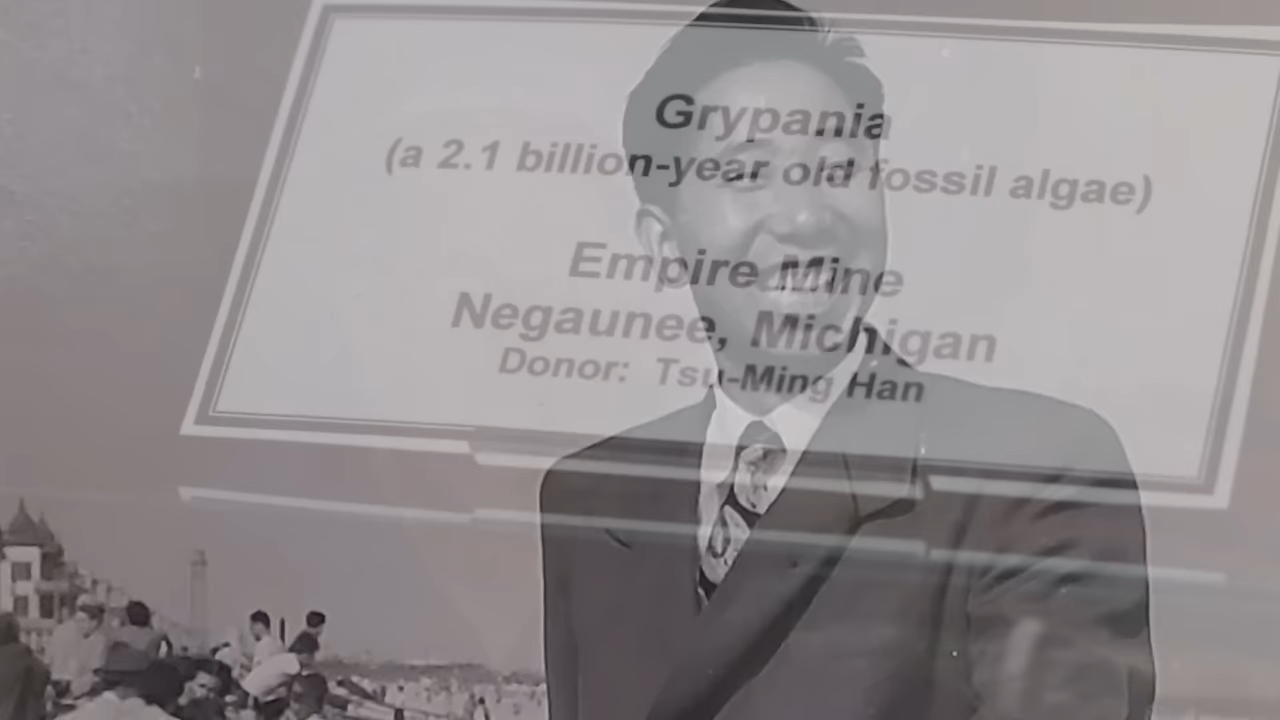 Grypania
(a 2.1 billion-year old fossil algae)
Empire Mine
Negaunee, Michigan
Donor: Tsu-Ming Han